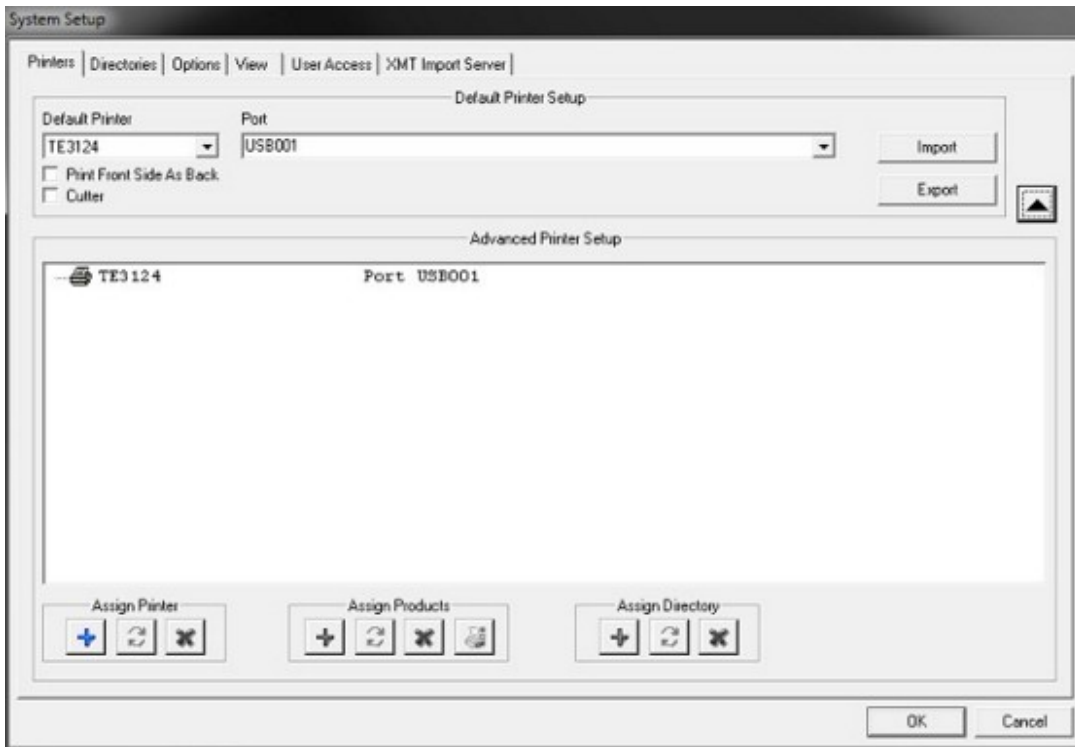 System Setup
Printers Directories Options View User Access XMT Import Server
Default Printer Setup
Default Printer Port
TE3124 USB001 Import
Print Front Side As Back
Cutter Export
Advanced Printer Setup
TE3124 Port USB001
Assign Printer Assign Products Assign Directory
OK Cancel